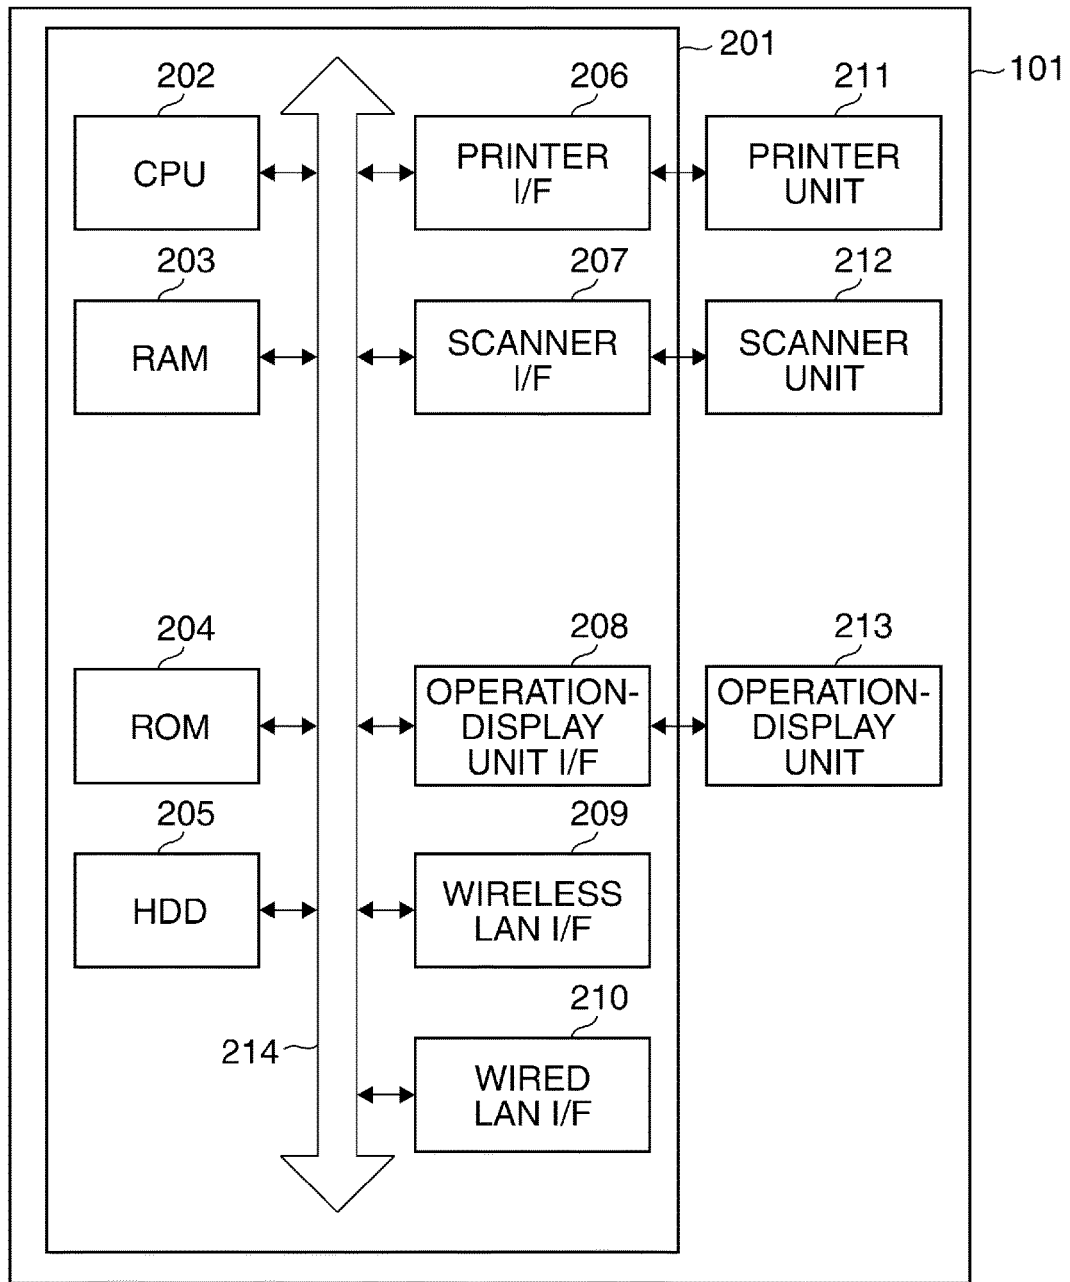 201
101
202
206
211
CPU
PRINTER
I/F
PRINTER
UNIT
203
207
212
RAM
SCANNER
I/F
SCANNER
UNIT
204
208
213
ROM
OPERATION-
DISPLAY
UNIT I/F
OPERATION-
DISPLAY
UNIT
205
209
HDD
WIRELESS
LAN I/F
210
214
WIRED
LAN I/F